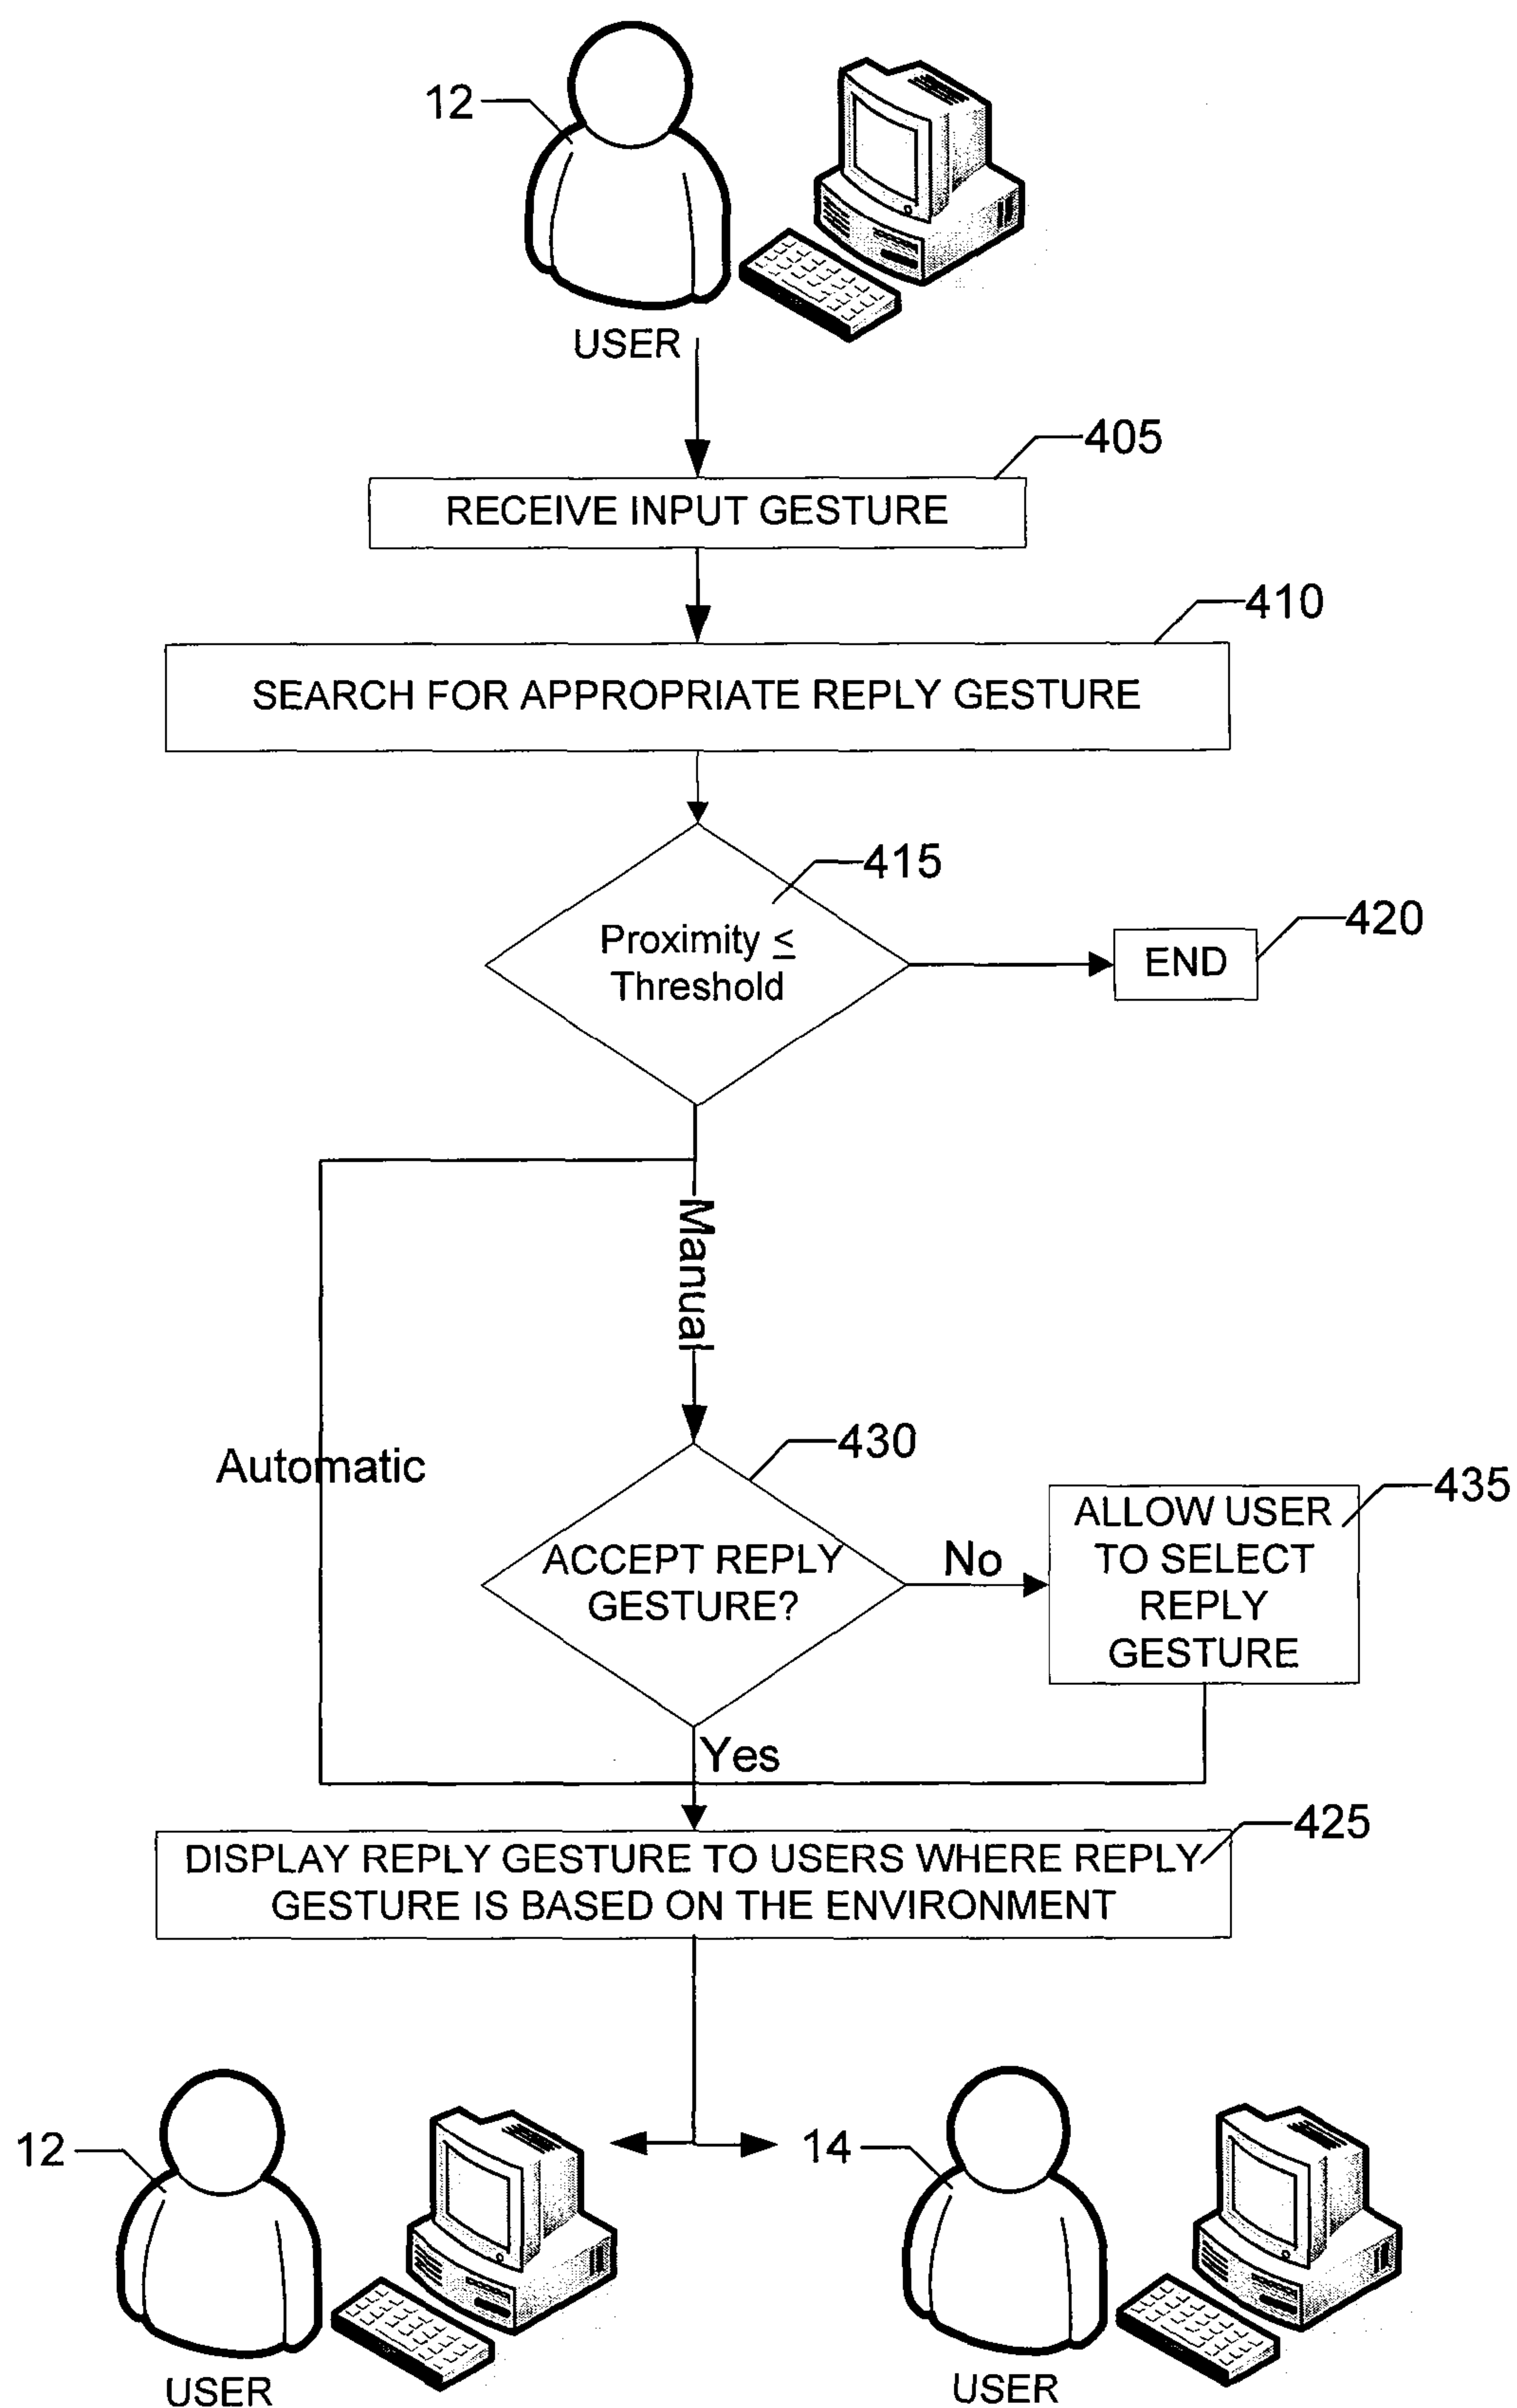 12
USER
405
RECEIVE INPUT GESTURE
410
SEARCH FOR APPROPRIATE REPLY GESTURE
415
Proximity ≤
Threshold
420
END
Manual
Automatic
430
ACCEPT REPLY
GESTURE?
No
435
ALLOW USER
TO SELECT
REPLY
GESTURE
Yes
425
DISPLAY REPLY GESTURE TO USERS WHERE REPLY
GESTURE IS BASED ON THE ENVIRONMENT
12
USER
14
USER